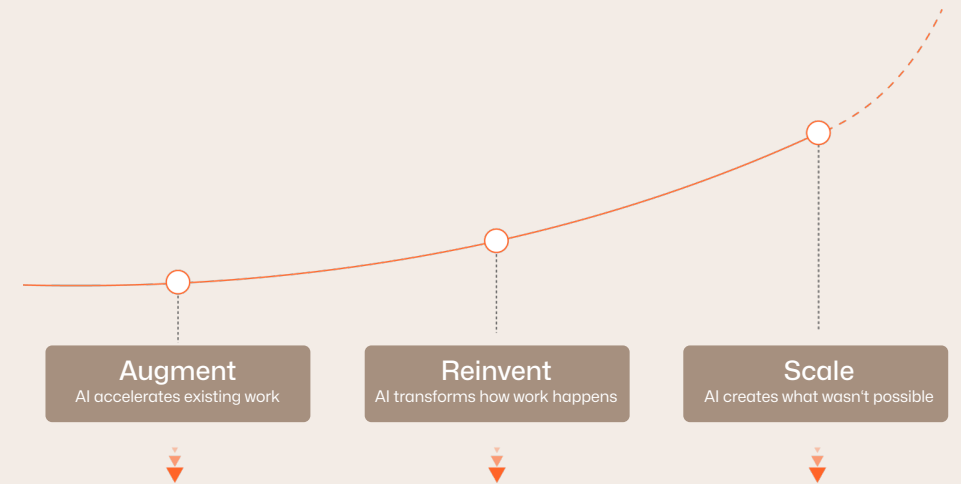 Augment
AI accelerates existing work
Reinvent
AI transforms how work happens
Scale
AI creates what wasn't possible